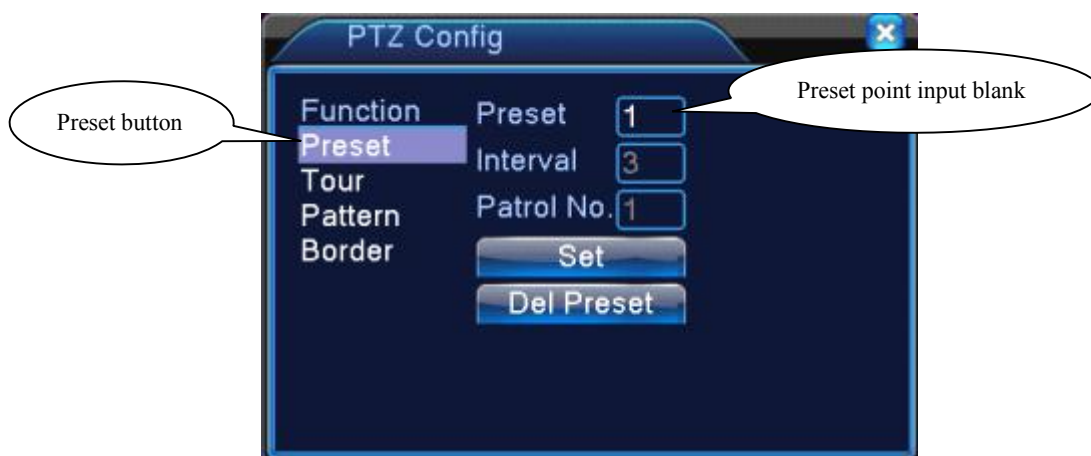 PTZ Config
Preset point input blank
Preset button
Function
Preset
Tour
Pattern
Border
Preset 1
Interval 3
Patrol No. 1
Set
Del Preset